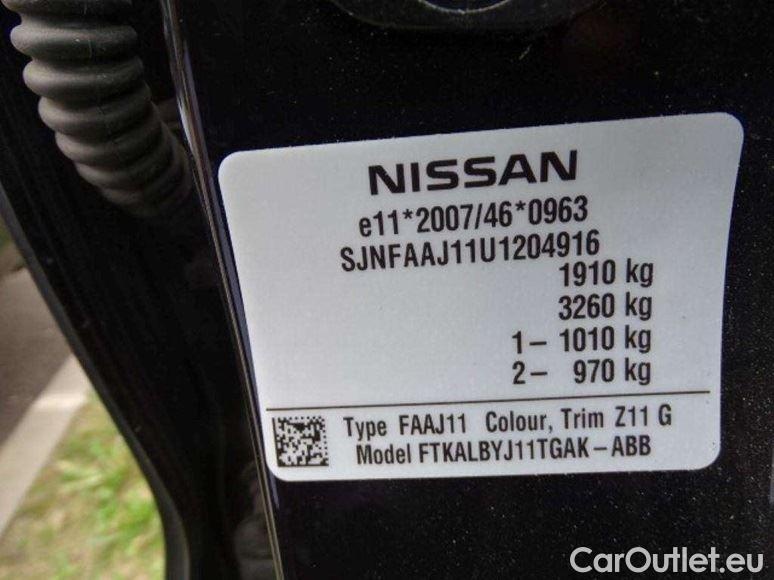 NISSAN
e11*2007/46*0963
SJNFAAJ11U1204916
1910 kg
3260 kg
1– 1010 kg
2– 970 kg
Type FAAJ11 Colour, Trim Z11 G
Model FTKALBYJ11TGAK–ABB
CarOutlet.eu